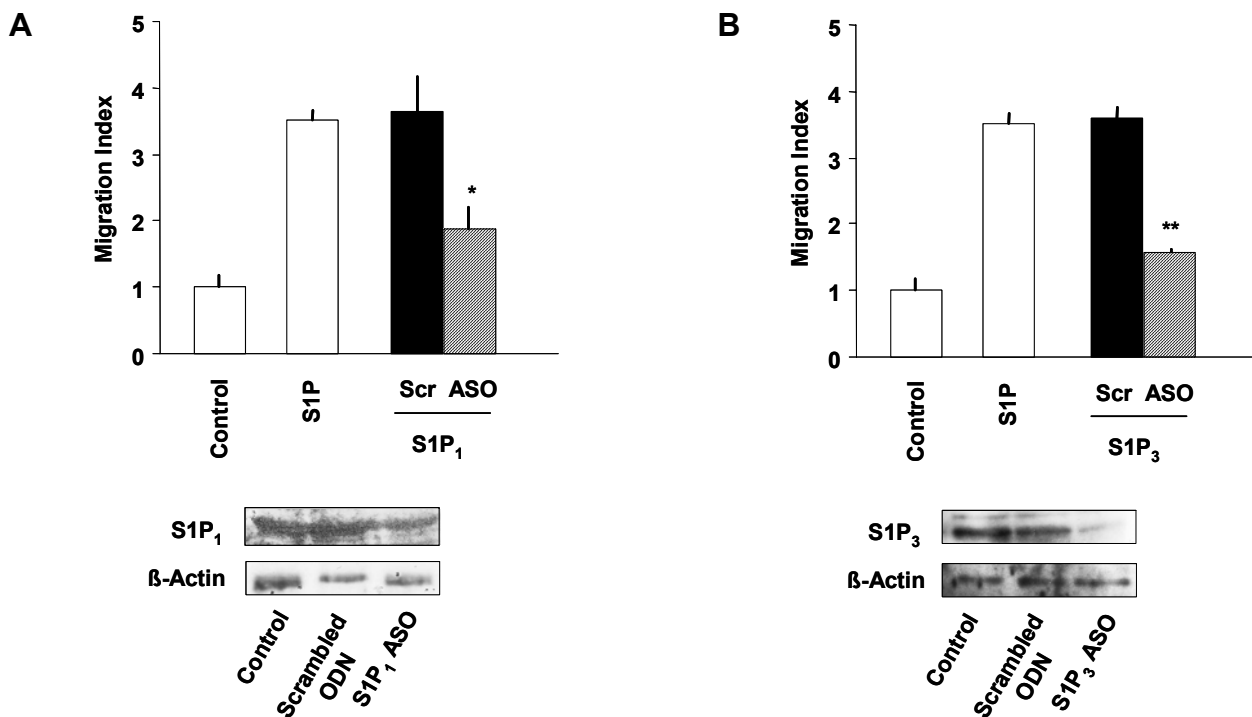 A
5
4
3
2
1
0
Migration Index
*
Control
S1P
Scr ASO
S1P₁
S1P₁
ß-Actin
Control
Scrambled
ODN
S1P₁ ASO
B
5
4
3
2
1
0
Migration Index
**
Control
S1P
Scr ASO
S1P₃
S1P₃
ß-Actin
Control
Scrambled
ODN
S1P₃ ASO